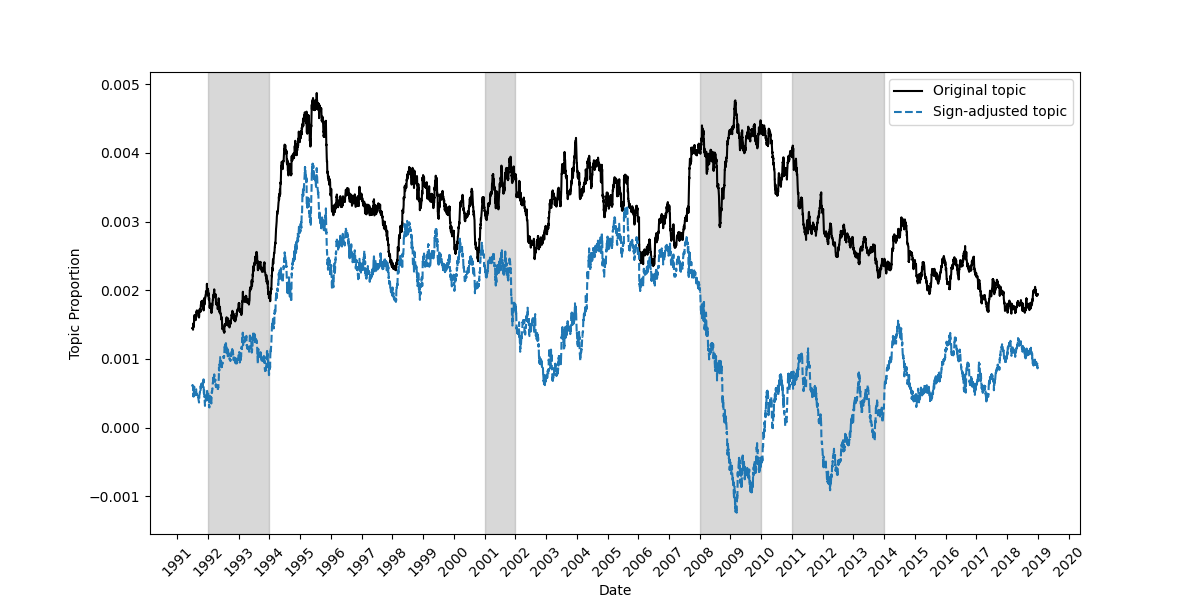 Original topic
Sign-adjusted topic
0.005
0.004
0.003
0.002
0.001
0.000
−0.001
Topic Proportion
1991 1992 1993 1994 1995 1996 1997 1998 1999 2000 2001 2002 2003 2004 2005 2006 2007 2008 2009 2010 2011 2012 2013 2014 2015 2016 2017 2018 2019 2020
Date